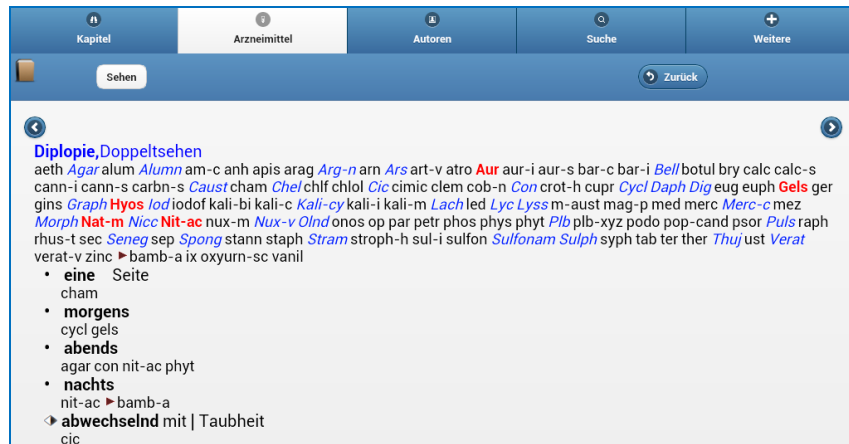 Kapitel Arzneimittel Autoren Suche Weitere
Sehen Zurück
Diplopie,Doppeltsehen
aeth Agar alum Alumn am-c anh apis arag Arg-n arn Ars art-v atro Aur aur-i aur-s bar-c bar-i Bell botul bry calc calc-s
cann-i cann-s carbn-s Caust cham Chel chlf chlol Cic cimic clem cob-n Con crot-h cupr Cycl Daph Dig eug euph Gels ger
gins Graph Hyos Iod iodof kali-bi kali-c Kali-cy kali-i kali-m Lach led Lyc Lyss m-aust mag-p med merc Merc-c mez
Morph Nat-m Nicc Nit-ac nux-m Nux-v Olnd onos op par petr phos phys phyt Plb plb-xyz podo pop-cand psor Puls raph
rhus-t sec Seneg sep Spong stann staph Stram stroph-h sul-i sulfon Sulfonam Sulph syph tab ter ther Thuj ust Verat
verat-v zinc ►bamb-a ix oxyurn-sc vanil
• eine Seite
cham
• morgens
cycl gels
• abends
agar con nit-ac phyt
• nachts
nit-ac ►bamb-a
abwechselnd mit | Taubheit
cic